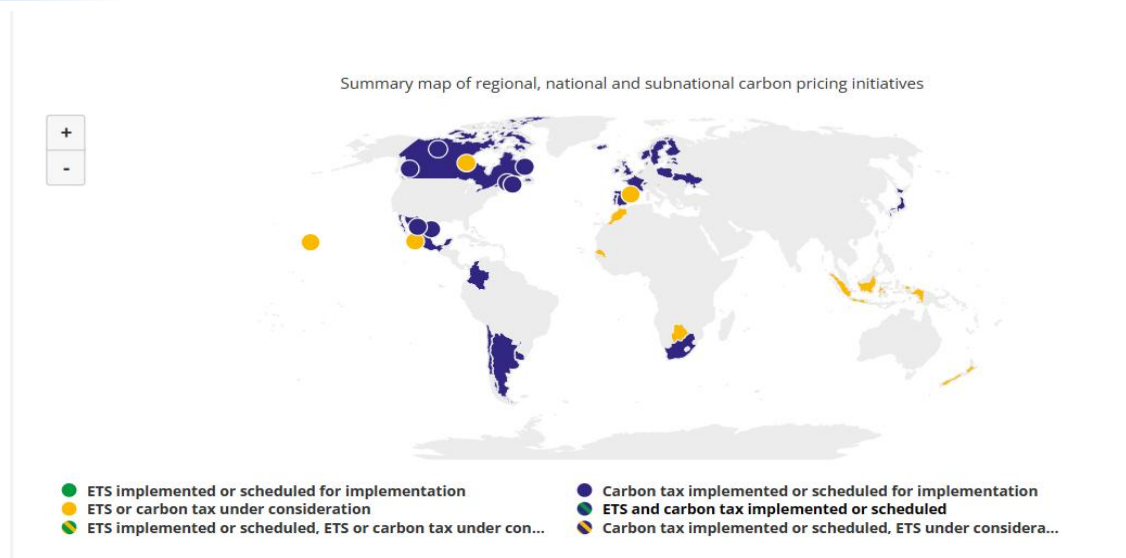 Summary map of regional, national and subnational carbon pricing initiatives
+
-
ETS implemented or scheduled for implementation
ETS or carbon tax under consideration
ETS implemented or scheduled, ETS or carbon tax under con...
Carbon tax implemented or scheduled for implementation
ETS and carbon tax implemented or scheduled
Carbon tax implemented or scheduled, ETS under considera...